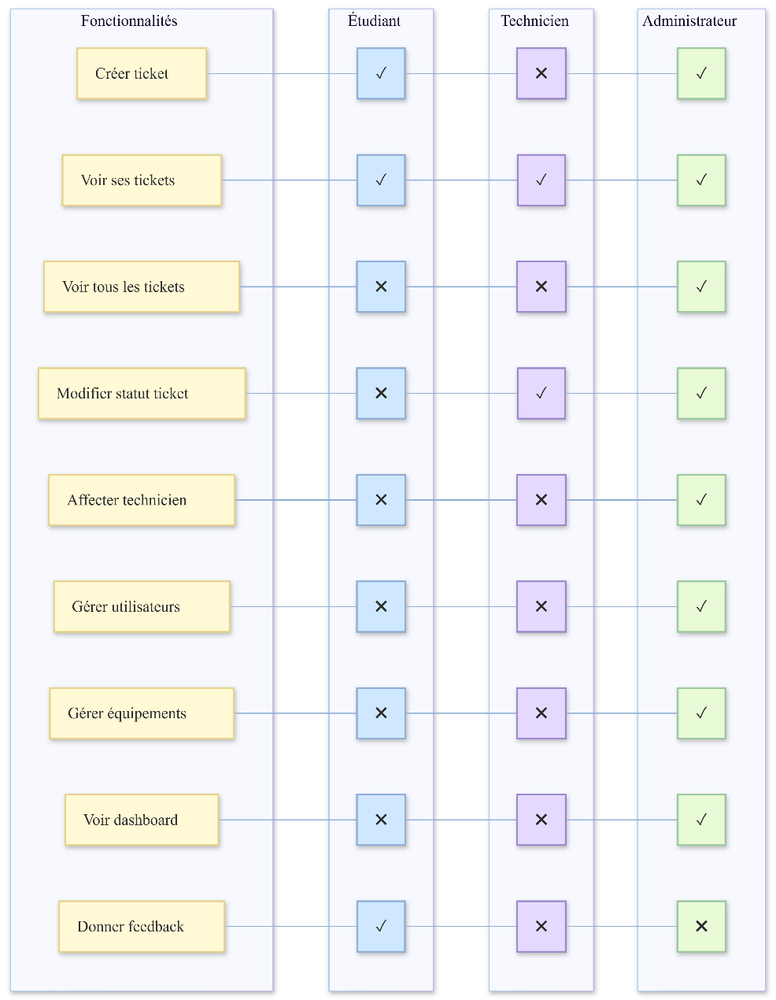 Fonctionnalités Étudiant Technicien Administrateur
Créer ticket ✓ ✕ ✓
Voir ses tickets ✓ ✓ ✓
Voir tous les tickets ✕ ✕ ✓
Modifier statut ticket ✕ ✓ ✓
Affecter technicien ✕ ✕ ✓
Gérer utilisateurs ✕ ✕ ✓
Gérer équipements ✕ ✕ ✓
Voir dashboard ✕ ✕ ✓
Donner feedback ✓ ✕ ✕